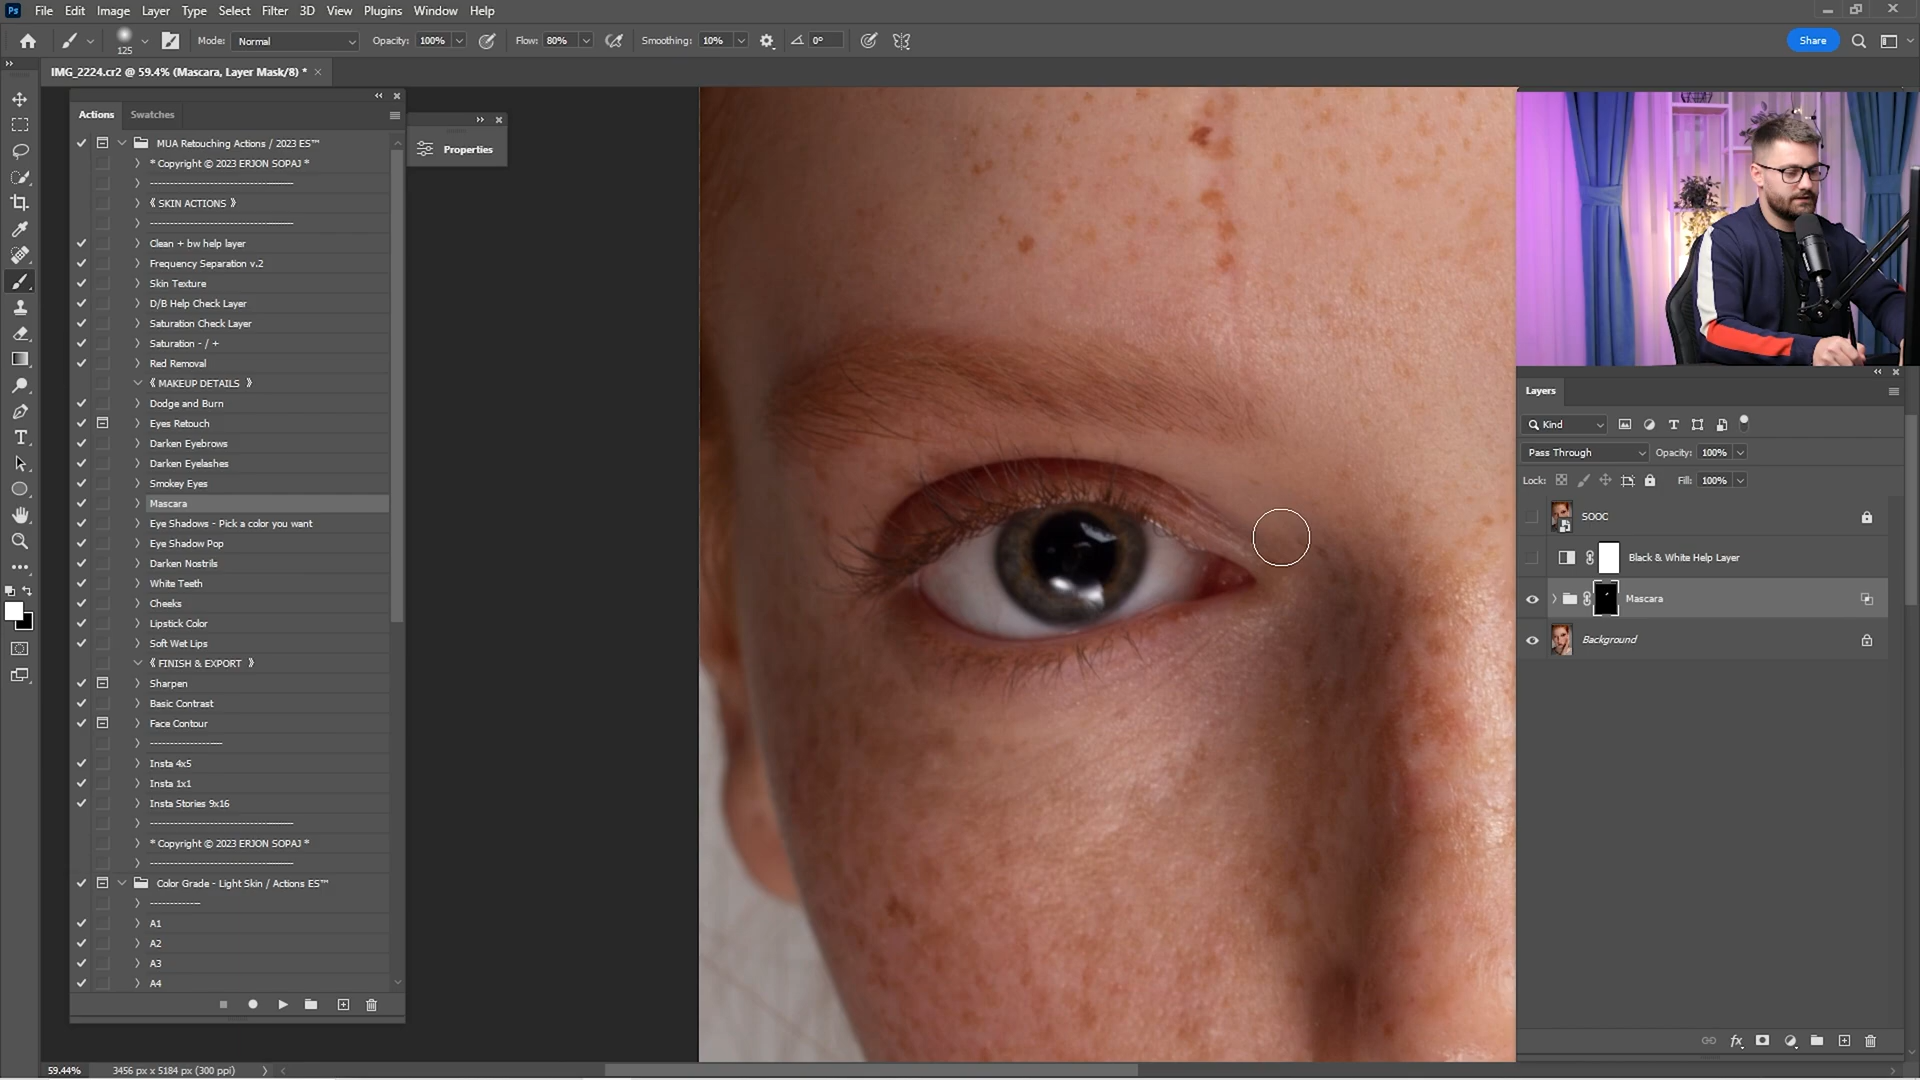 Ps File Edit Image Layer Type Select Filter 3D View Plugins Window Help
125 Mode: Normal Opacity: 100% Flow: 80% Smoothing: 10% 0° Share
IMG_2224.cr2 @ 59.4% (Mascara, Layer Mask/8) *
Actions Swatches
Properties
MUA Retouching Actions / 2023 ES™
* Copyright © 2023 ERJON SOPAJ *
------------------------------------
《 SKIN ACTIONS 》
------------------------------------
Clean + bw help layer
Frequency Separation v.2
Skin Texture
D/B Help Check Layer
Saturation Check Layer
Saturation - / +
Red Removal
《 MAKEUP DETAILS 》
Dodge and Burn
Eyes Retouch
Darken Eyebrows
Darken Eyelashes
Smokey Eyes
Mascara
Eye Shadows - Pick a color you want
Eye Shadow Pop
Darken Nostrils
White Teeth
Cheeks
Lipstick Color
Soft Wet Lips
《 FINISH & EXPORT 》
Sharpen
Basic Contrast
Face Contour
------------------
Insta 4x5
Insta 1x1
Insta Stories 9x16
------------------------------------
* Copyright © 2023 ERJON SOPAJ *
------------------------------------
Color Grade - Light Skin / Actions ES™
-------------
A1
A2
A3
A4
Layers
Kind
Pass Through Opacity: 100%
Lock: Fill: 100%
SOOC
Black & White Help Layer
Mascara
Background
59.44% 3456 px x 5184 px (300 ppi)